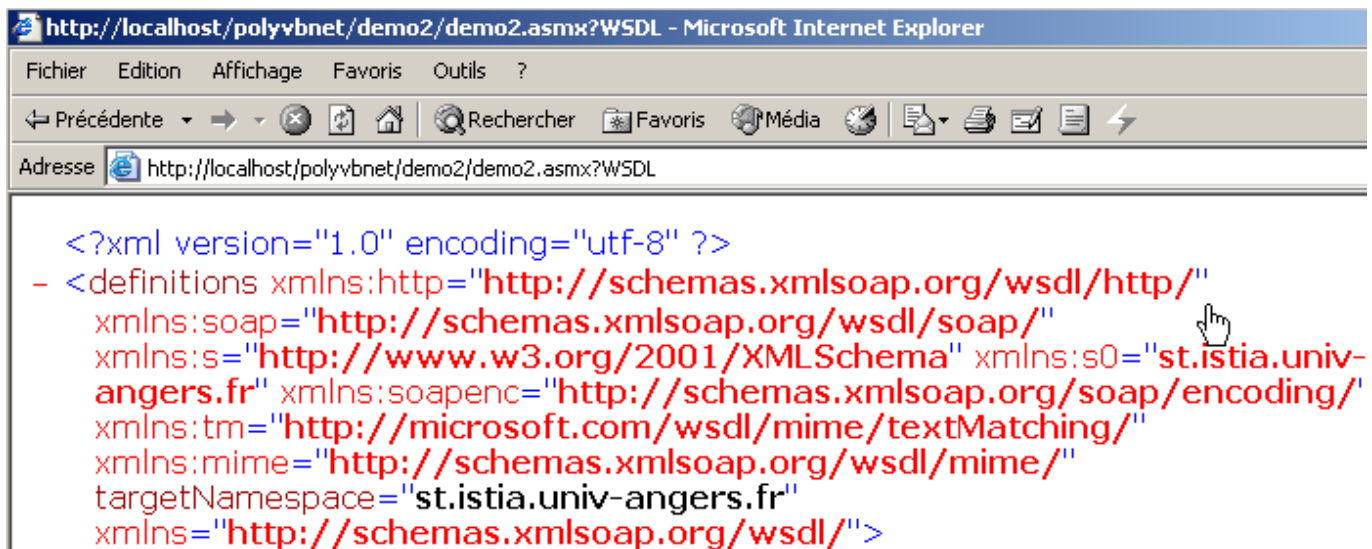 http://localhost/polyvbnet/demo2/demo2.asmx?WSDL - Microsoft Internet Explorer
Fichier Edition Affichage Favoris Outils ?
Précédente Rechercher Favoris Média
Adresse http://localhost/polyvbnet/demo2/demo2.asmx?WSDL
<?xml version="1.0" encoding="utf-8" ?>
- <definitions xmlns:http="http://schemas.xmlsoap.org/wsdl/http/"
xmlns:soap="http://schemas.xmlsoap.org/wsdl/soap/"
xmlns:s="http://www.w3.org/2001/XMLSchema" xmlns:s0="st.istia.univ-
angers.fr" xmlns:soapenc="http://schemas.xmlsoap.org/soap/encoding/"
xmlns:tm="http://microsoft.com/wsdl/mime/textMatching/"
xmlns:mime="http://schemas.xmlsoap.org/wsdl/mime/"
targetNamespace="st.istia.univ-angers.fr"
xmlns="http://schemas.xmlsoap.org/wsdl/">